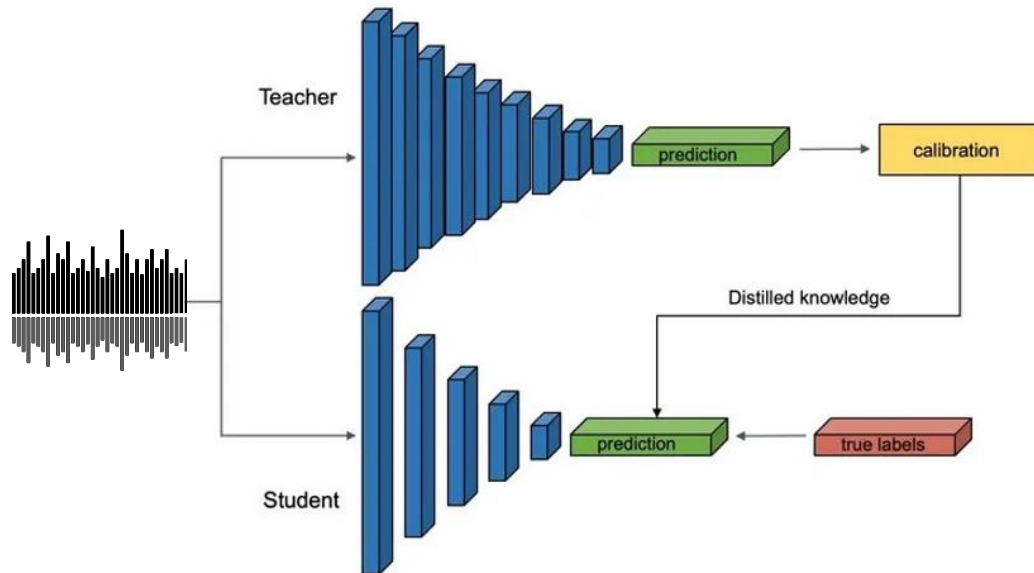 Teacher
prediction
calibration
Distilled knowledge
prediction
true labels
Student